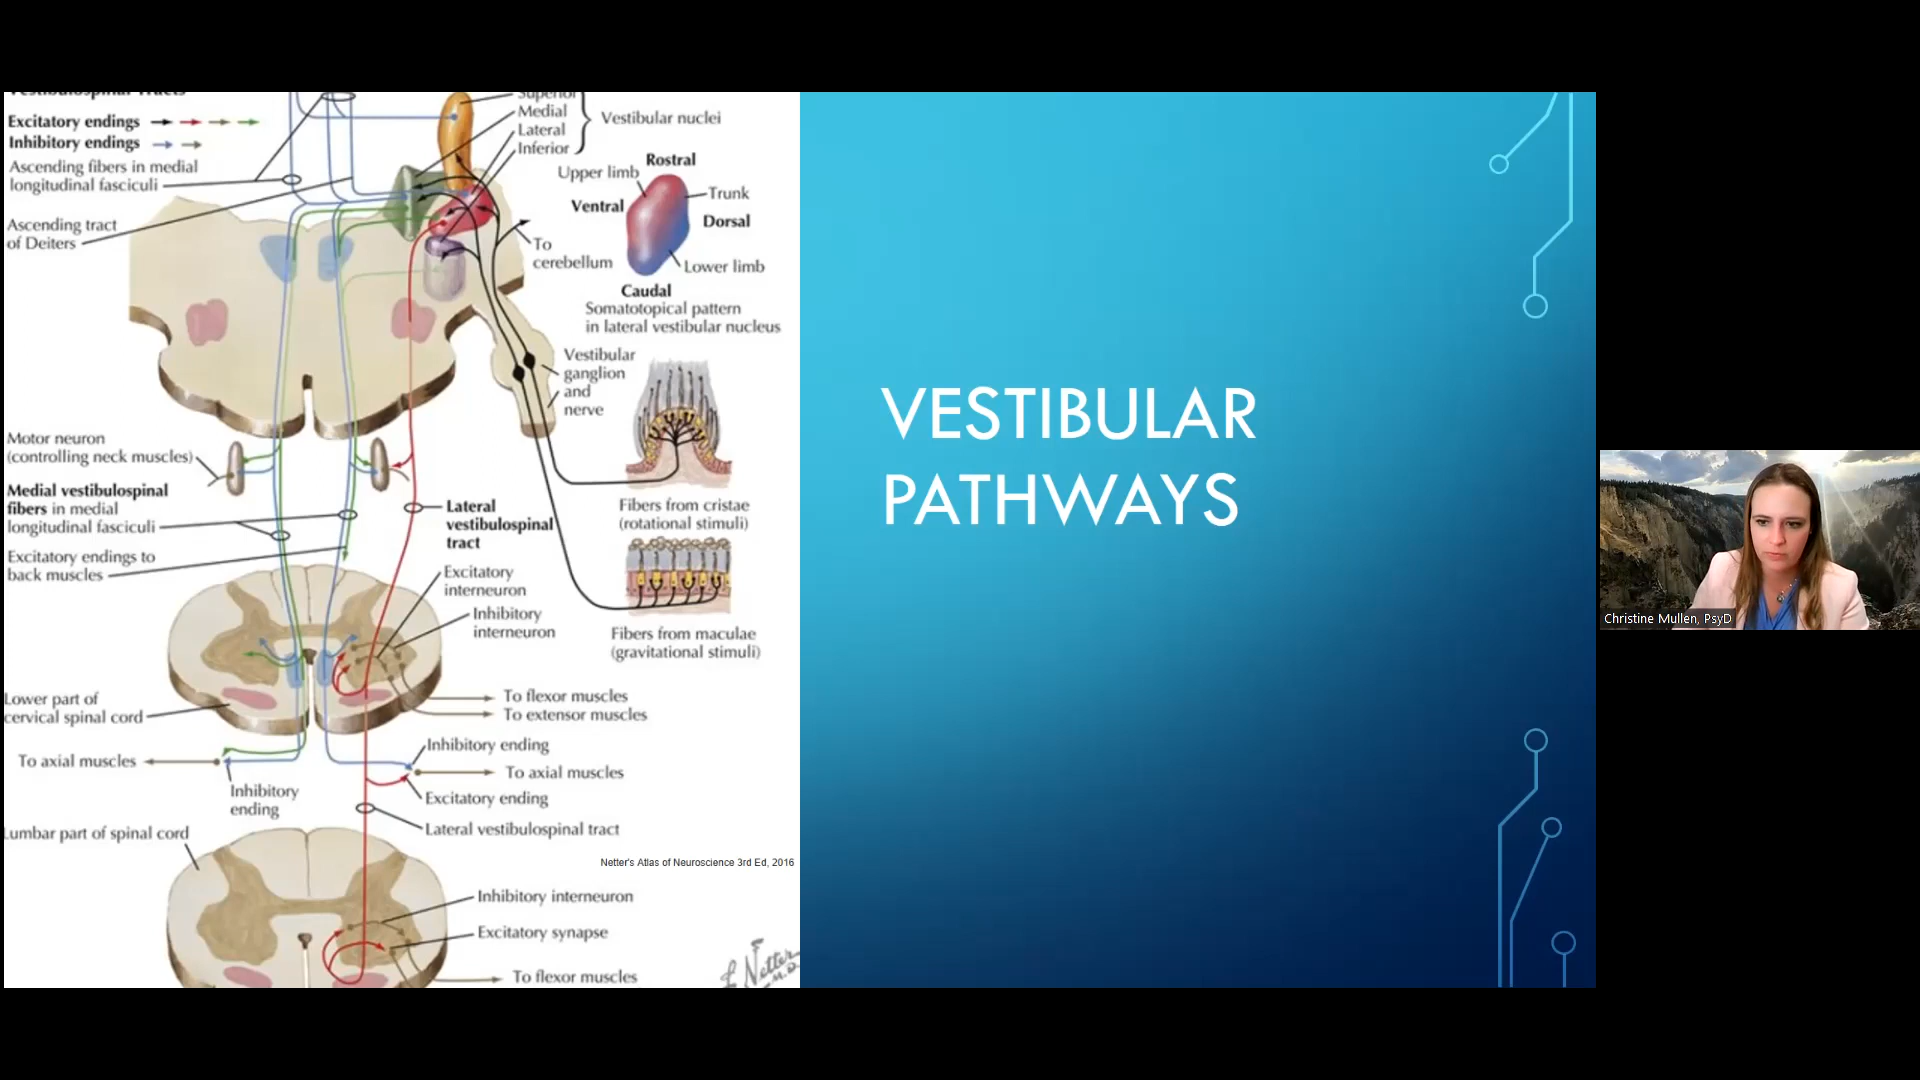 Vestibulospinal Tracts
Excitatory endings
Inhibitory endings
Ascending fibers in medial
longitudinal fasciculi
Ascending tract
of Deiters
Superior
Medial
Lateral
Inferior
Vestibular nuclei
Rostral
Upper limb
Trunk
Ventral
Dorsal
Lower limb
Caudal
Somatotopical pattern
in lateral vestibular nucleus
To
cerebellum
Vestibular
ganglion
and
nerve
Motor neuron
(controlling neck muscles)
Medial vestibulospinal
fibers in medial
longitudinal fasciculi
Excitatory endings to
back muscles
Lateral
vestibulospinal
tract
Fibers from cristae
(rotational stimuli)
Excitatory
interneuron
Inhibitory
interneuron
Fibers from maculae
(gravitational stimuli)
Lower part of
cervical spinal cord
To flexor muscles
To extensor muscles
To axial muscles
Inhibitory ending
To axial muscles
Inhibitory
ending
Excitatory ending
Lateral vestibulospinal tract
Lumbar part of spinal cord
Netter's Atlas of Neuroscience 3rd Ed, 2016
Inhibitory interneuron
Excitatory synapse
To flexor muscles
F. Netter
M.D.
VESTIBULAR
PATHWAYS
Christine Mullen, PsyD